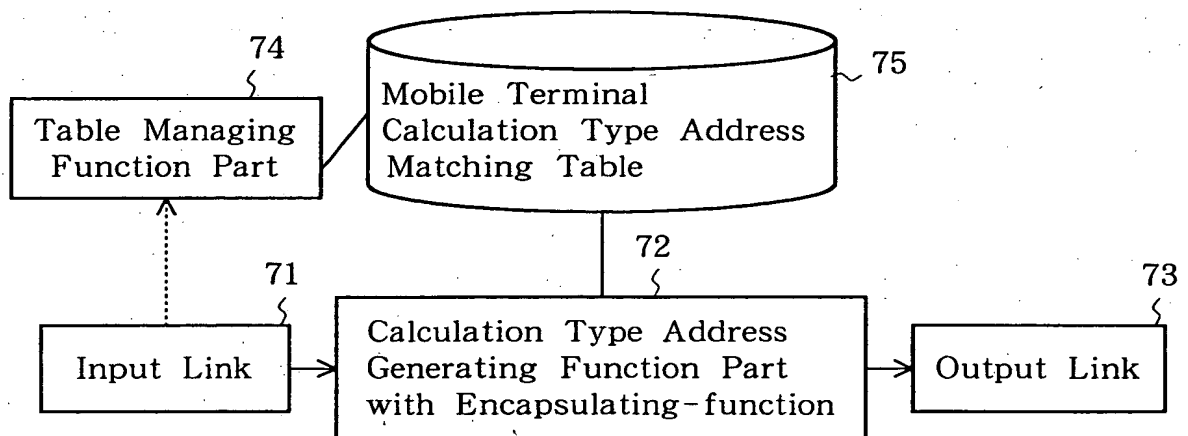 74
75
Mobile Terminal
Calculation Type Address
Matching Table
Table Managing
Function Part
72
71
73
Input Link
Calculation Type Address
Generating Function Part
with Encapsulating-function
Output Link